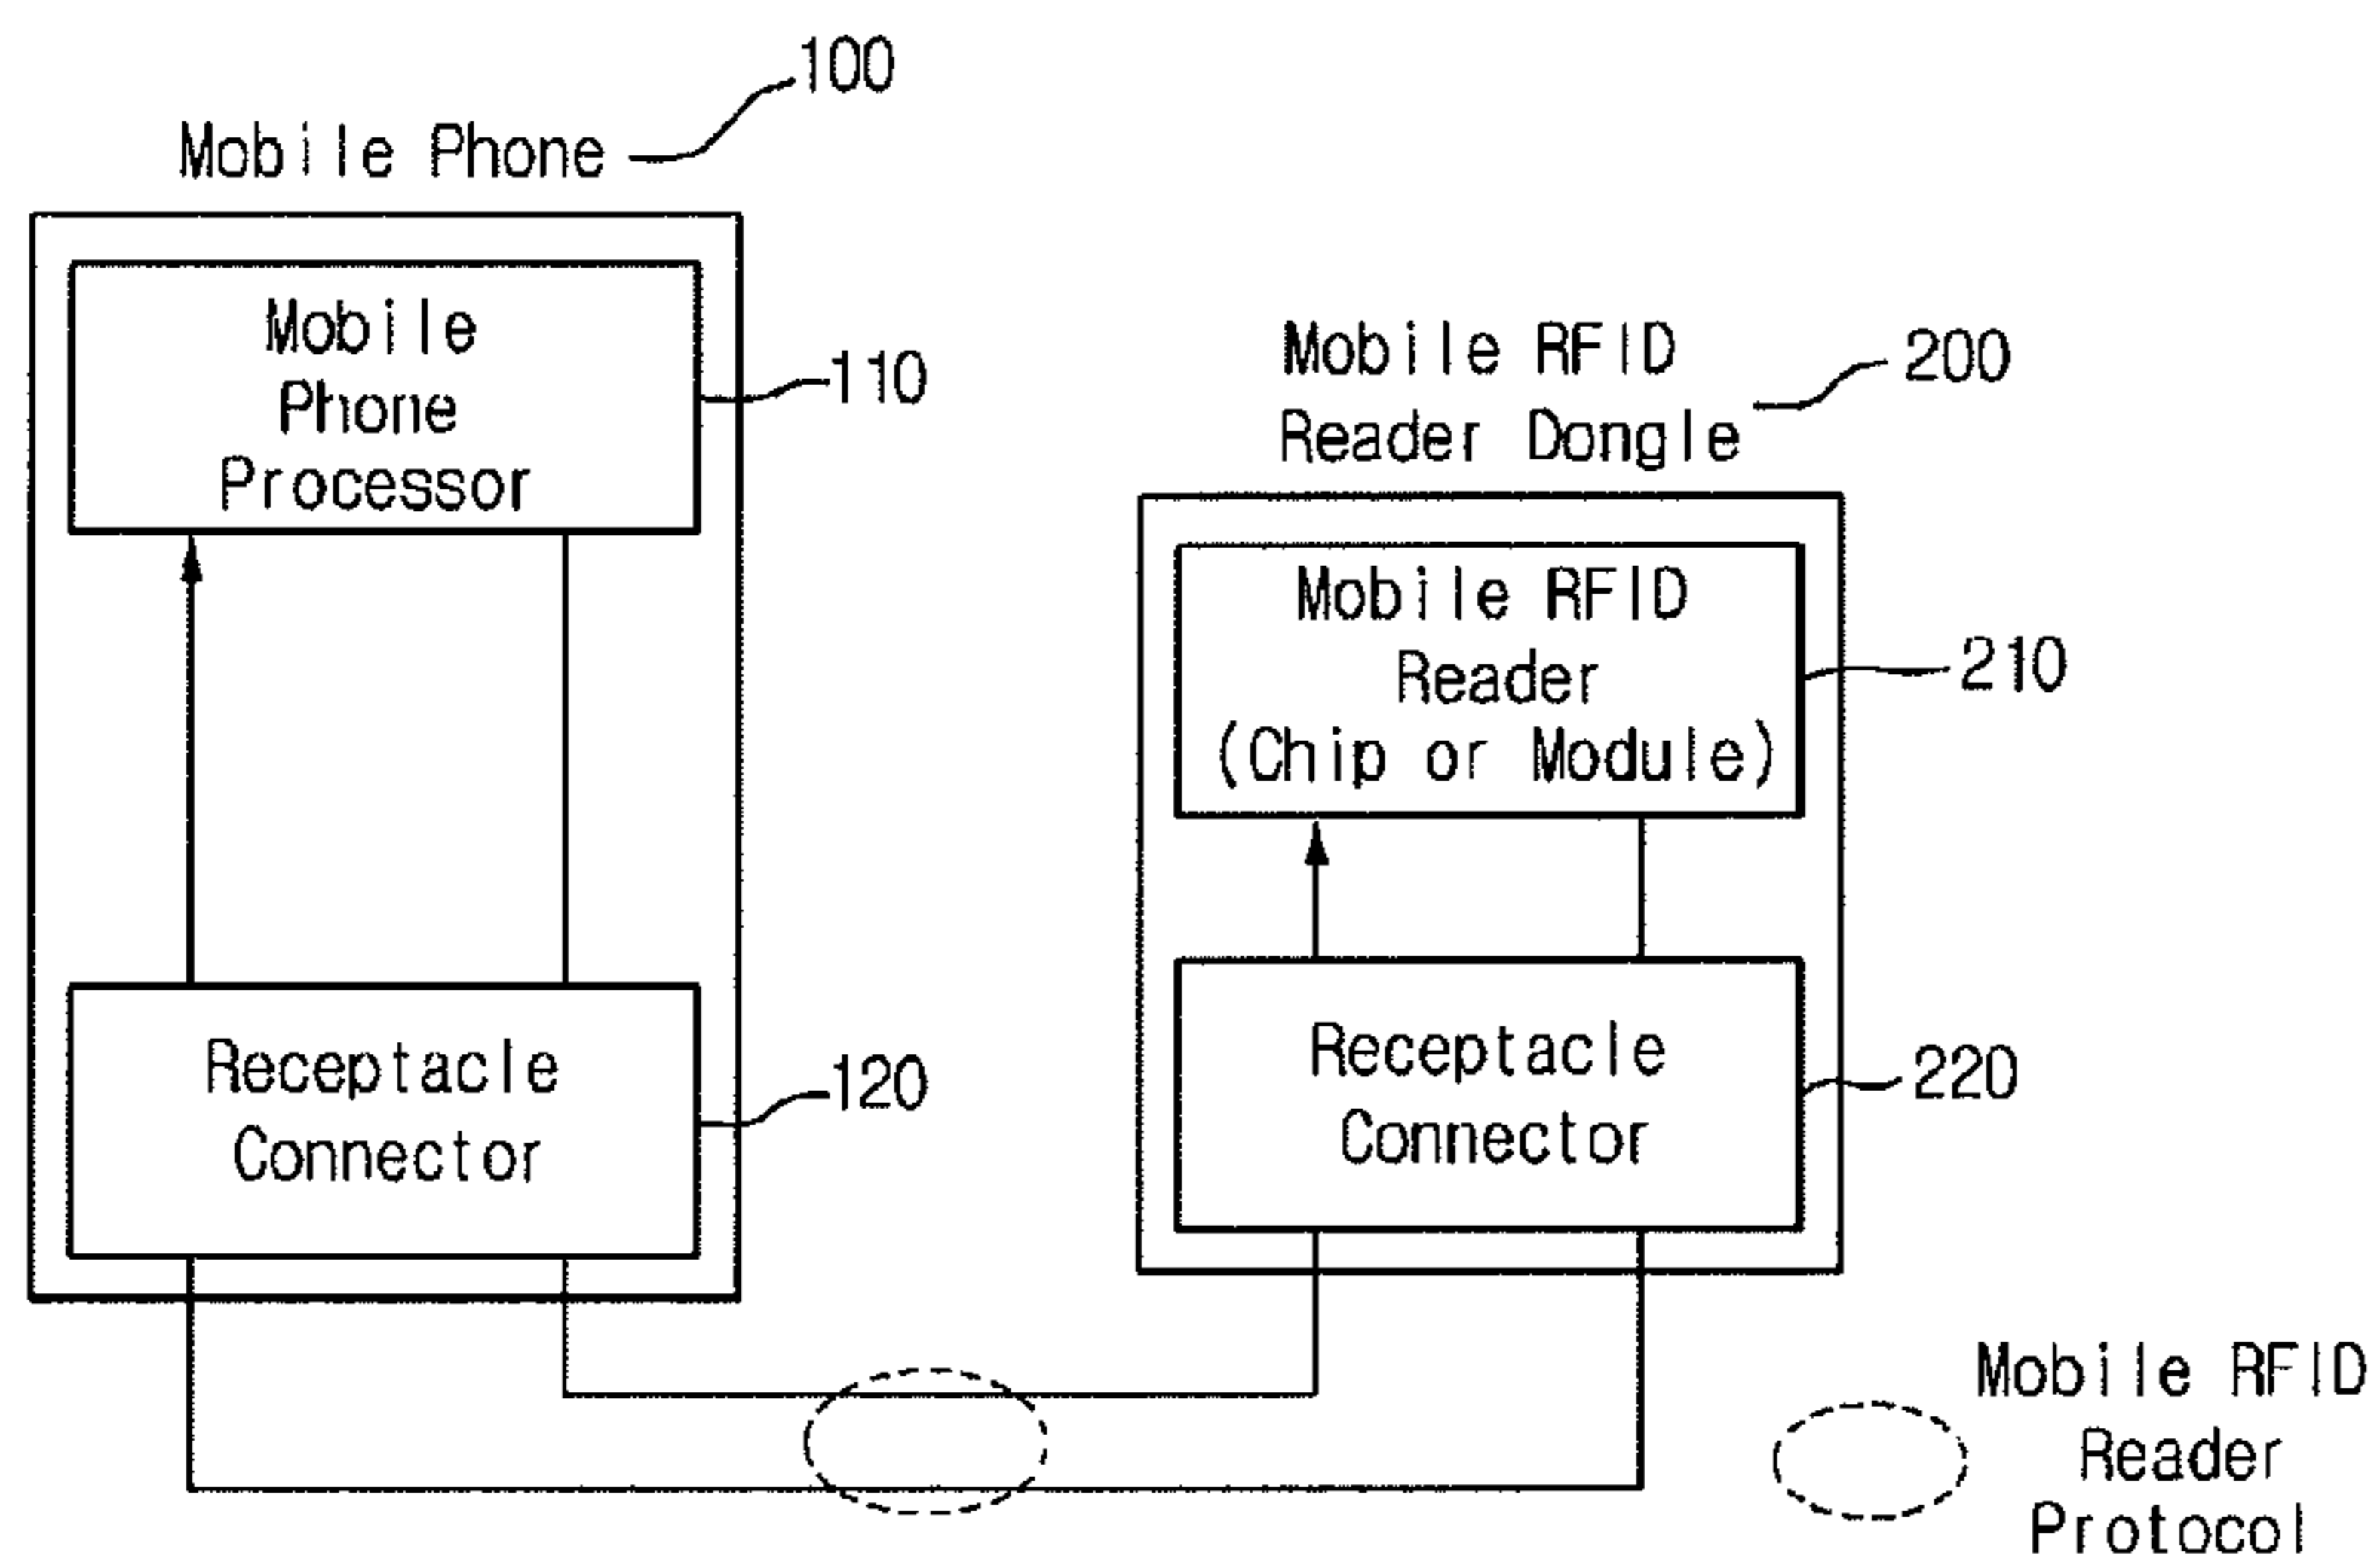 100
Mobile Phone
Mobile
Phone
Processor
110
Receptacle
Connector
120
Mobile RFID
Reader Dongle
200
Mobile RFID
Reader
(Chip or Module)
210
Receptacle
Connector
220
Mobile RFID
Reader
Protocol